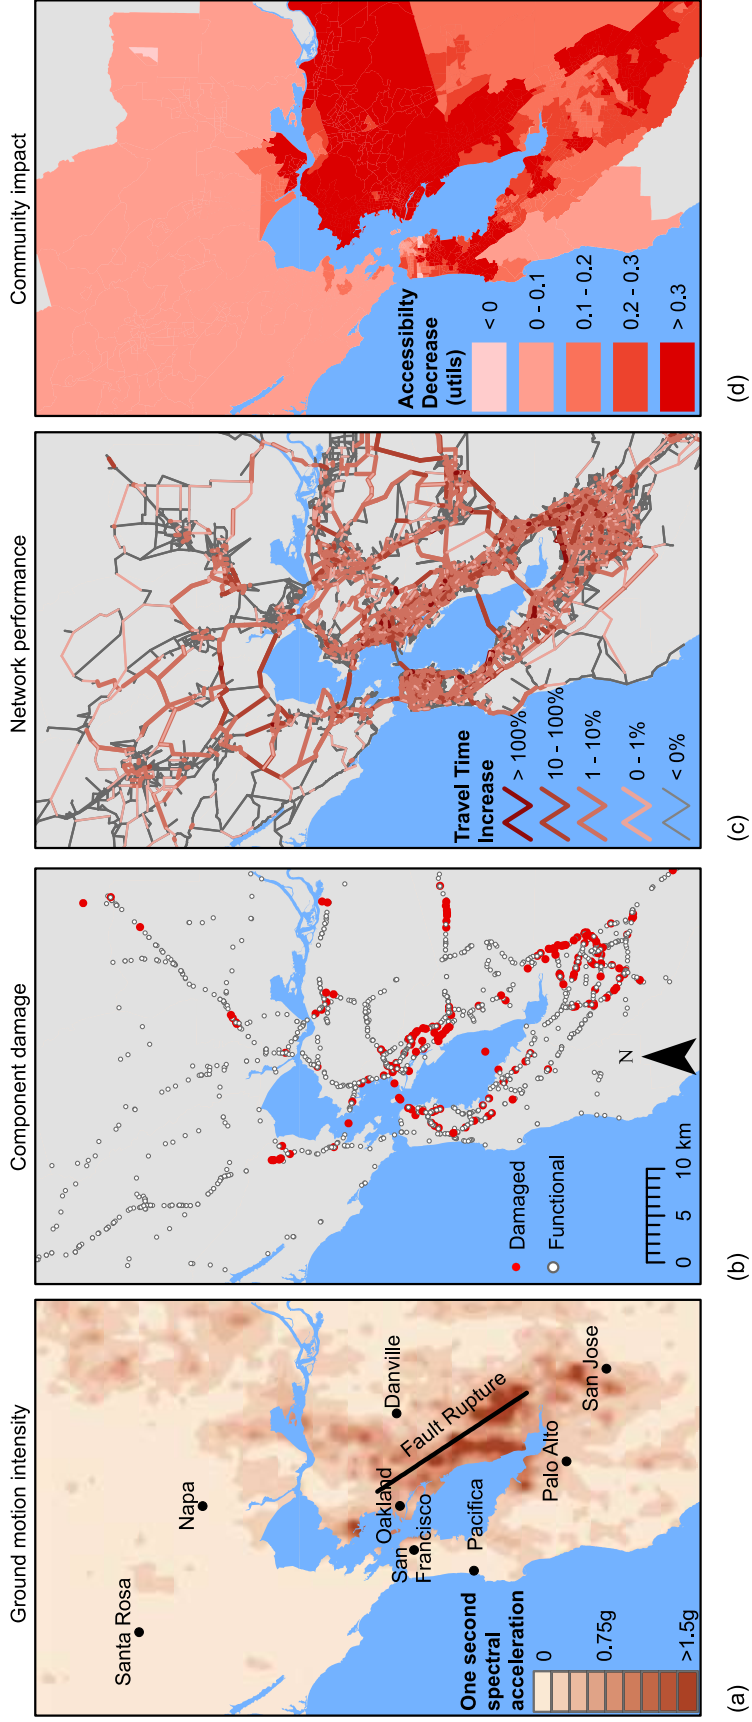 Ground motion intensity
Santa Rosa
Napa
Danville
Fault Rupture
Oakland
San
Francisco
Pacifica
Palo Alto
San Jose
One second
spectral
acceleration
0
0.75g
>1.5g
(a)
Component damage
Damaged
Functional
N
0 5 10 km
(b)
Network performance
Travel Time
Increase
> 100%
10 - 100%
1 - 10%
0 - 1%
< 0%
(c)
Community impact
Accessibilty
Decrease
(utils)
< 0
0 - 0.1
0.1 - 0.2
0.2 - 0.3
> 0.3
(d)